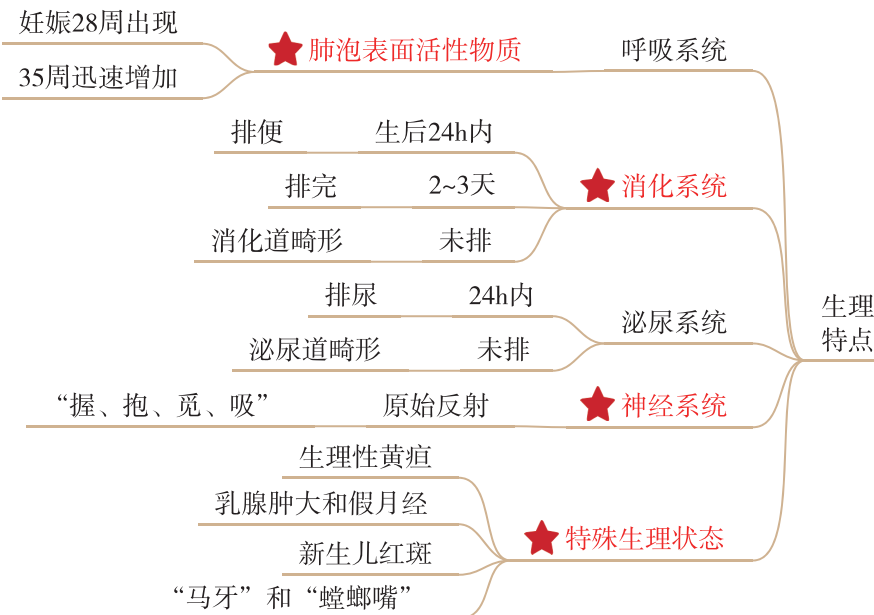 妊娠28周出现
35周迅速增加
肺泡表面活性物质
呼吸系统
排便
生后24h内
排完
2~3天
消化道畸形
未排
消化系统
排尿
24h内
泌尿道畸形
未排
泌尿系统
生理
特点
“握、抱、觅、吸”
原始反射
神经系统
生理性黄疸
乳腺肿大和假月经
新生儿红斑
“马牙”和“螳螂嘴”
特殊生理状态